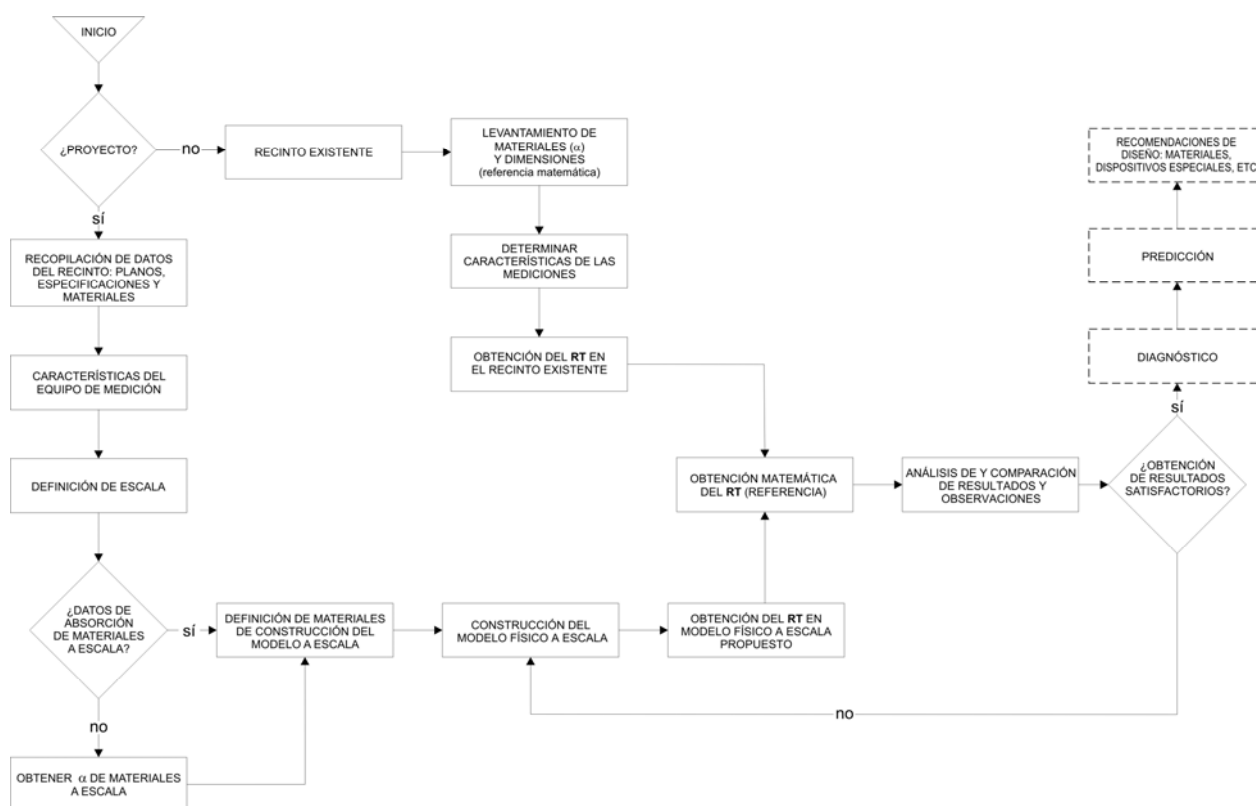 INICIO
¿PROYECTO?
no
RECINTO EXISTENTE
LEVANTAMIENTO DE
MATERIALES (α)
Y DIMENSIONES
(referencia matemática)
RECOMENDACIONES DE
DISEÑO: MATERIALES,
DISPOSITIVOS ESPECIALES, ETC
sí
RECOPILACIÓN DE DATOS
DEL RECINTO: PLANOS,
ESPECIFICACIONES Y
MATERIALES
DETERMINAR
CARACTERÍSTICAS DE LAS
MEDICIONES
PREDICCIÓN
CARACTERÍSTICAS DEL
EQUIPO DE MEDICIÓN
OBTENCIÓN DEL RT EN
EL RECINTO EXISTENTE
DIAGNÓSTICO
sí
DEFINICIÓN DE ESCALA
OBTENCIÓN MATEMÁTICA
DEL RT (REFERENCIA)
ANÁLISIS DE Y COMPARACIÓN
DE RESULTADOS Y
OBSERVACIONES
¿OBTENCIÓN
DE RESULTADOS
SATISFACTORIOS?
¿DATOS DE
ABSORCIÓN
DE MATERIALES
A ESCALA?
sí
DEFINICIÓN DE MATERIALES
DE CONSTRUCCIÓN DEL
MODELO A ESCALA
CONSTRUCCIÓN DEL
MODELO FÍSICO A ESCALA
OBTENCIÓN DEL RT EN
MODELO FÍSICO A ESCALA
PROPUESTO
no
no
OBTENER α DE MATERIALES
A ESCALA